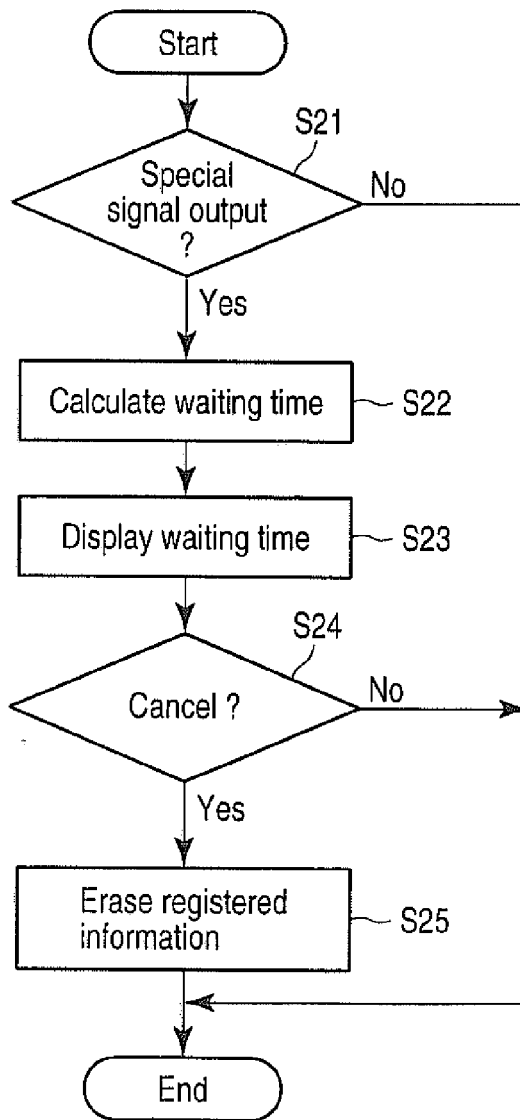 Start
S21
Special
signal output
?
No
Yes
Calculate waiting time
S22
Display waiting time
S23
S24
Cancel ?
No
Yes
Erase registered
information
S25
End